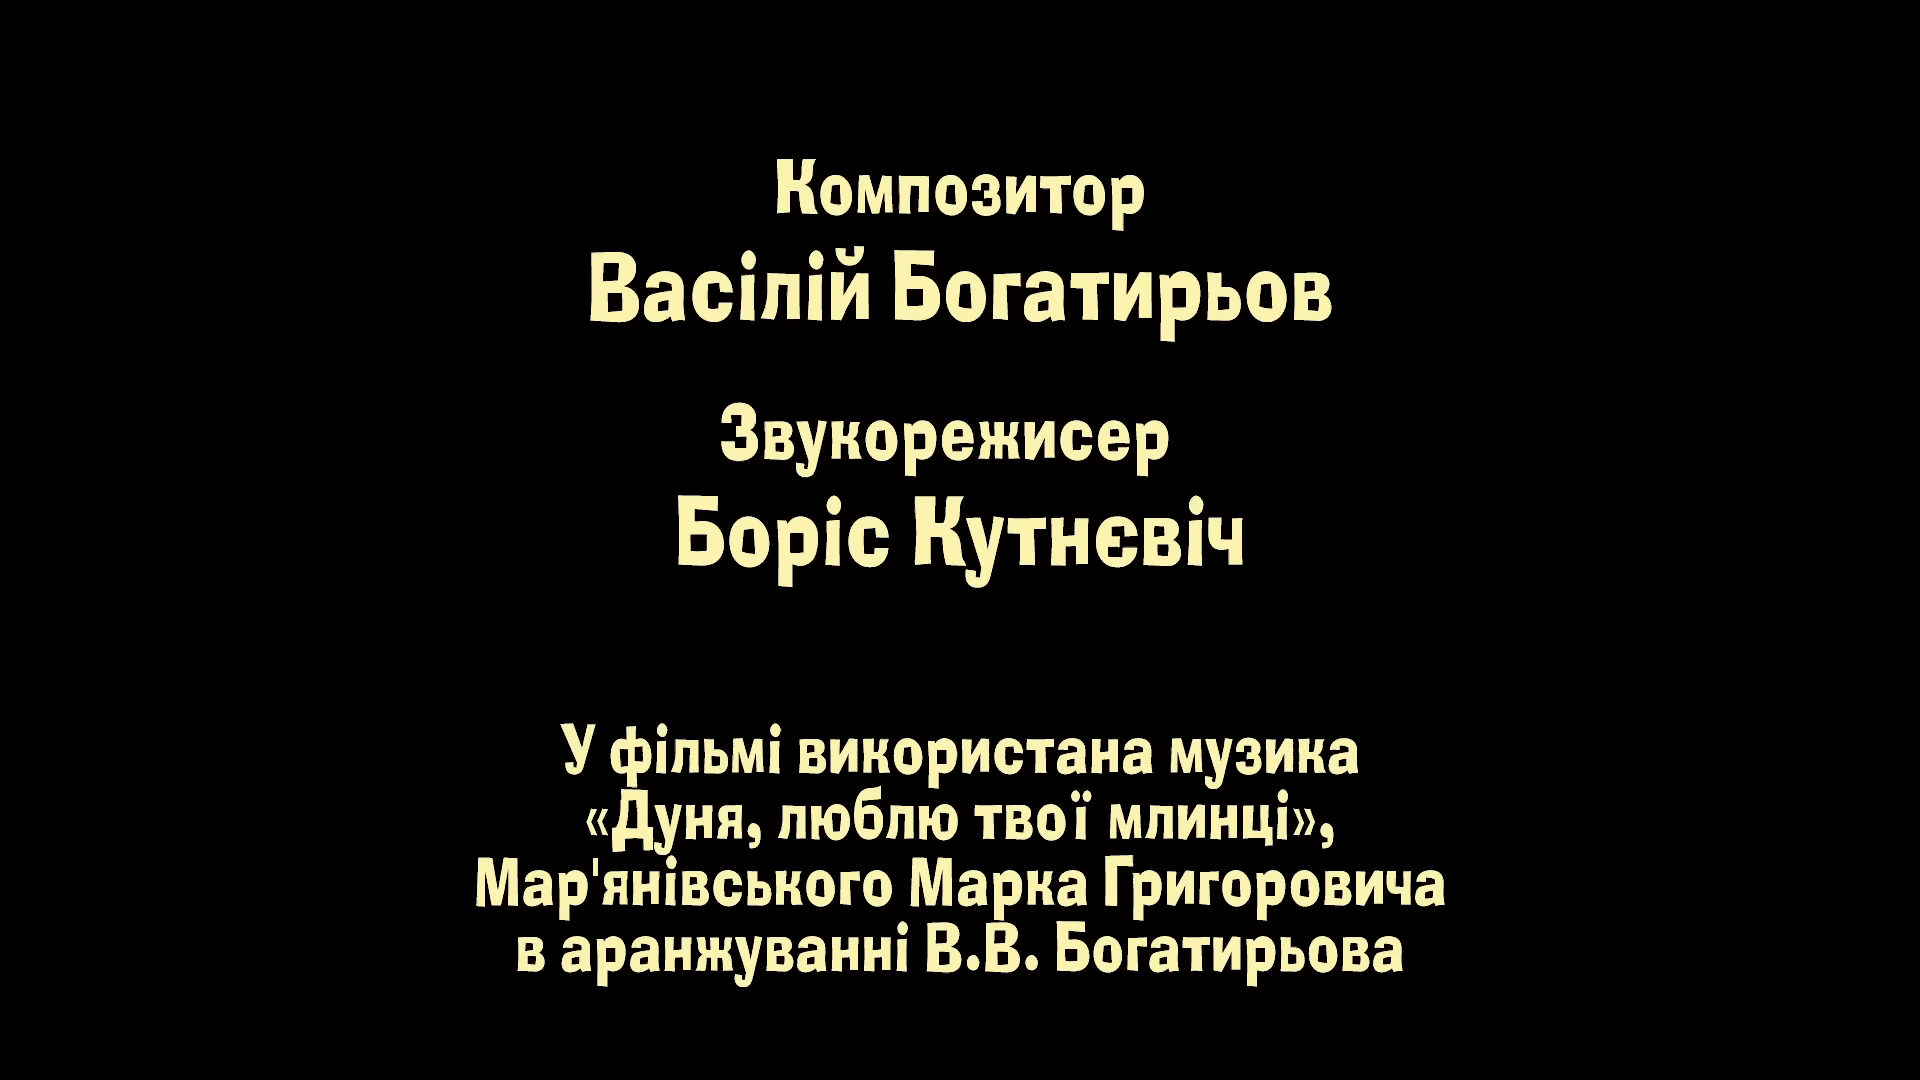 Композитор
Васілій Богатирьов
Звукорежисер
Боріс Кутнєвіч
У фільмі використана музика
«Дуня, люблю твої млинці»,
Мар'янівського Марка Григоровича
в аранжуванні В.В. Богатирьова